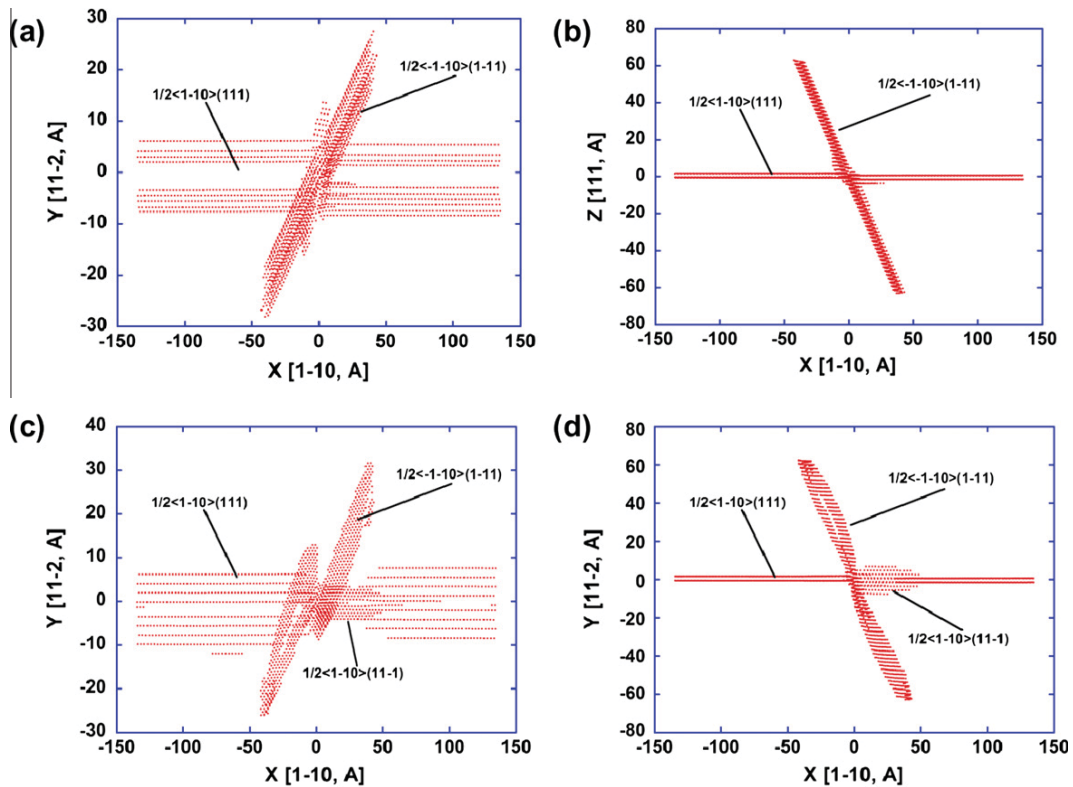 (a)
30
20
10
0
-10
-20
-30
Y [11-2, A]
1/2<1-10>(111)
1/2<-1-10>(1-11)
-150 -100 -50 0 50 100 150
X [1-10, A]
(b)
80
60
40
20
0
-20
-40
-60
-80
Z [111, A]
1/2<1-10>(111)
1/2<-1-10>(1-11)
-150 -100 -50 0 50 100 150
X [1-10, A]
(c)
40
30
20
10
0
-10
-20
-30
Y [11-2, A]
1/2<1-10>(111)
1/2<-1-10>(1-11)
1/2<1-10>(11-1)
-150 -100 -50 0 50 100 150
X [1-10, A]
(d)
80
60
40
20
0
-20
-40
-60
-80
Y [11-2, A]
1/2<1-10>(111)
1/2<-1-10>(1-11)
1/2<1-10>(11-1)
-150 -100 -50 0 50 100 150
X [1-10, A]